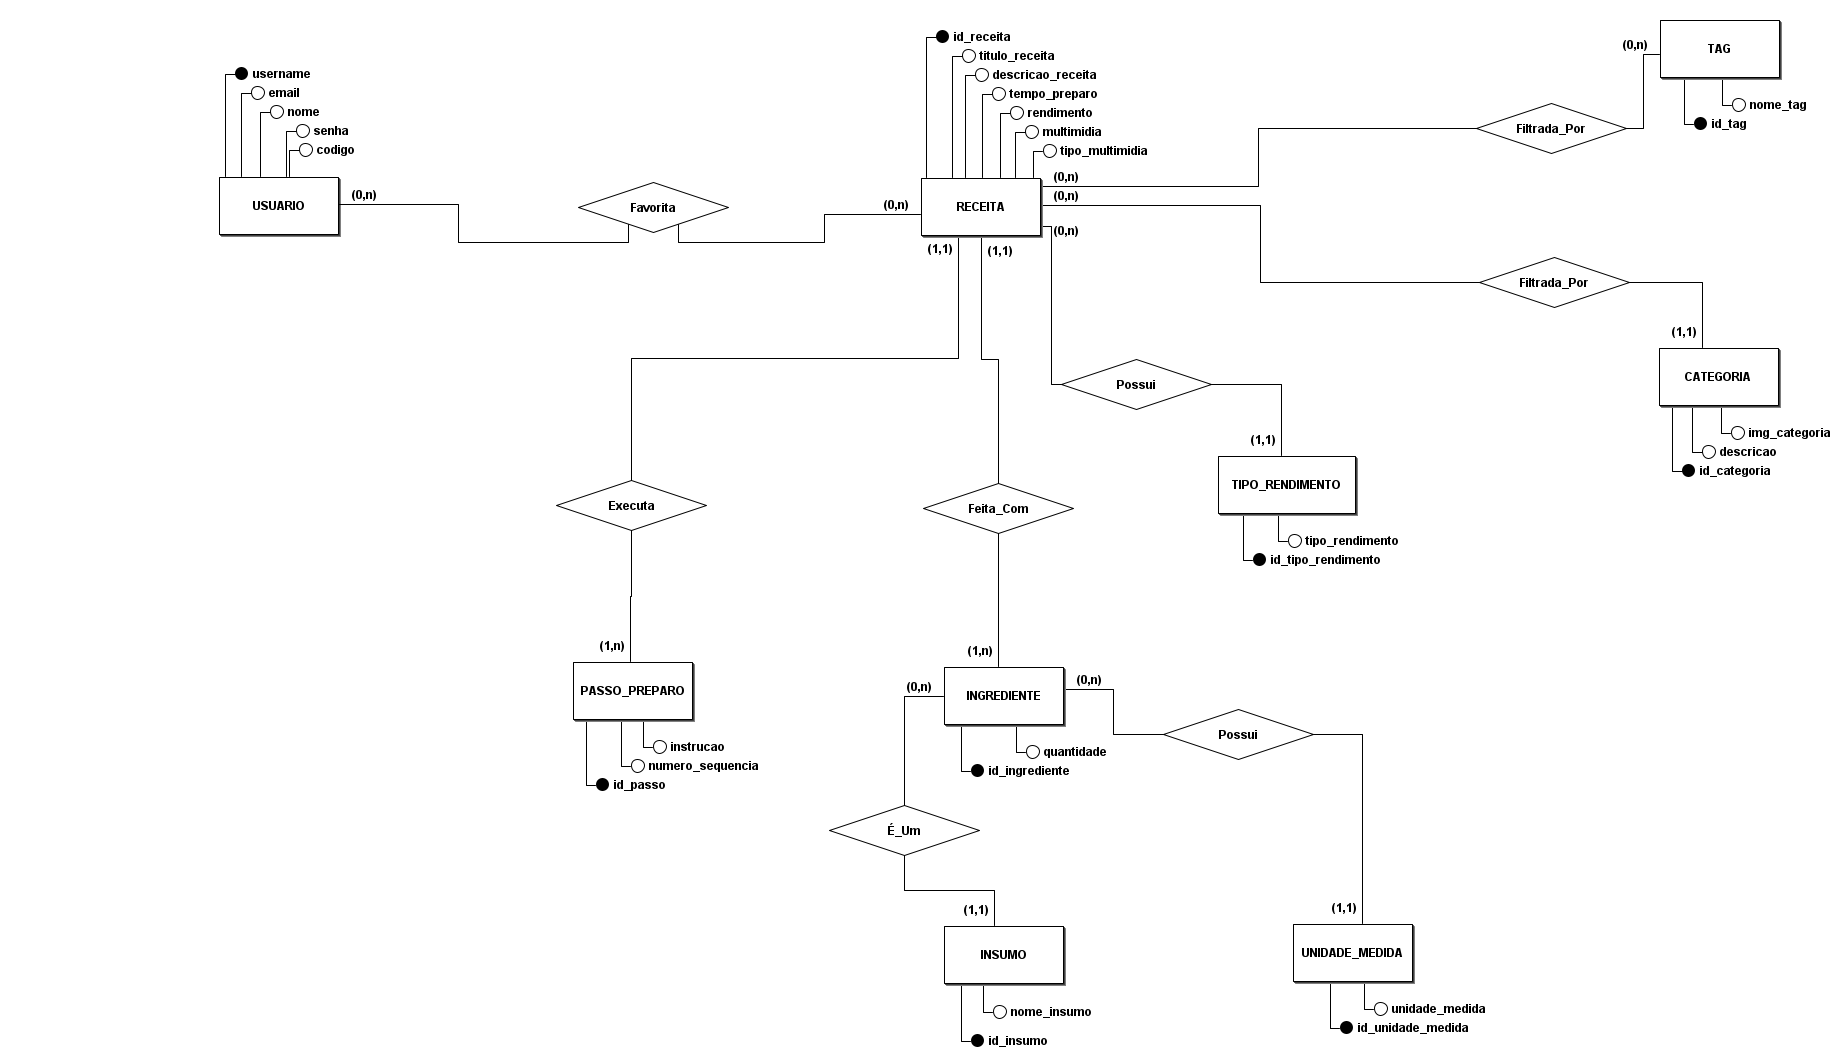 id_receita
titulo_receita
descricao_receita
tempo_preparo
rendimento
multimidia
tipo_multimidia
username
email
nome
senha
codigo
USUARIO
(0,n)
Favorita
(0,n)
RECEITA
(0,n)
(0,n)
(0,n)
(1,1)
(1,1)
(0,n)
TAG
nome_tag
id_tag
Filtrada_Por
Filtrada_Por
(1,1)
CATEGORIA
img_categoria
descricao
id_categoria
Possui
(1,1)
TIPO_RENDIMENTO
tipo_rendimento
id_tipo_rendimento
Executa
Feita_Com
(1,n)
PASSO_PREPARO
instrucao
numero_sequencia
id_passo
(1,n)
(0,n)
INGREDIENTE
(0,n)
quantidade
id_ingrediente
Possui
É_Um
(1,1)
INSUMO
nome_insumo
id_insumo
(1,1)
UNIDADE_MEDIDA
unidade_medida
id_unidade_medida